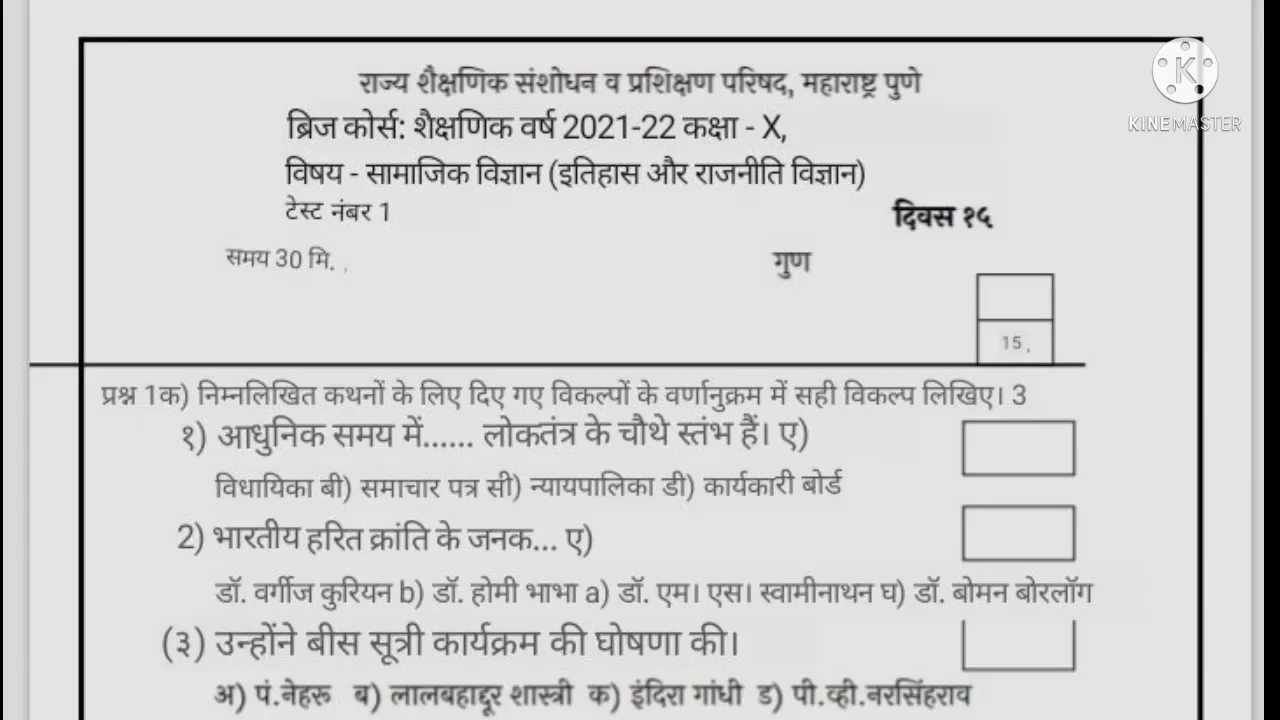 राज्य शैक्षणिक संशोधन व प्रशिक्षण परिषद, महाराष्ट्र पुणे
ब्रिज कोर्स: शैक्षणिक वर्ष 2021-22 कक्षा - X,
विषय - सामाजिक विज्ञान (इतिहास और राजनीति विज्ञान)
टेस्ट नंबर 1
दिवस १५
समय 30 मि. .
गुण
15 .
प्रश्न 1क) निम्नलिखित कथनों के लिए दिए गए विकल्पों के वर्णानुक्रम में सही विकल्प लिखिए। 3
१) आधुनिक समय में...... लोकतंत्र के चौथे स्तंभ हैं। ए)
विधायिका बी) समाचार पत्र सी) न्यायपालिका डी) कार्यकारी बोर्ड
2) भारतीय हरित क्रांति के जनक... ए)
डॉ. वर्गीज कुरियन b) डॉ. होमी भाभा a) डॉ. एम। एस। स्वामीनाथन घ) डॉ. बोमन बोरलॉग
(३) उन्होंने बीस सूत्री कार्यक्रम की घोषणा की।
अ) पं.नेहरू ब) लालबहाद्दूर शास्त्री क) इंदिरा गांधी ड) पी.व्ही.नरसिंहराव
K
KINEMASTER